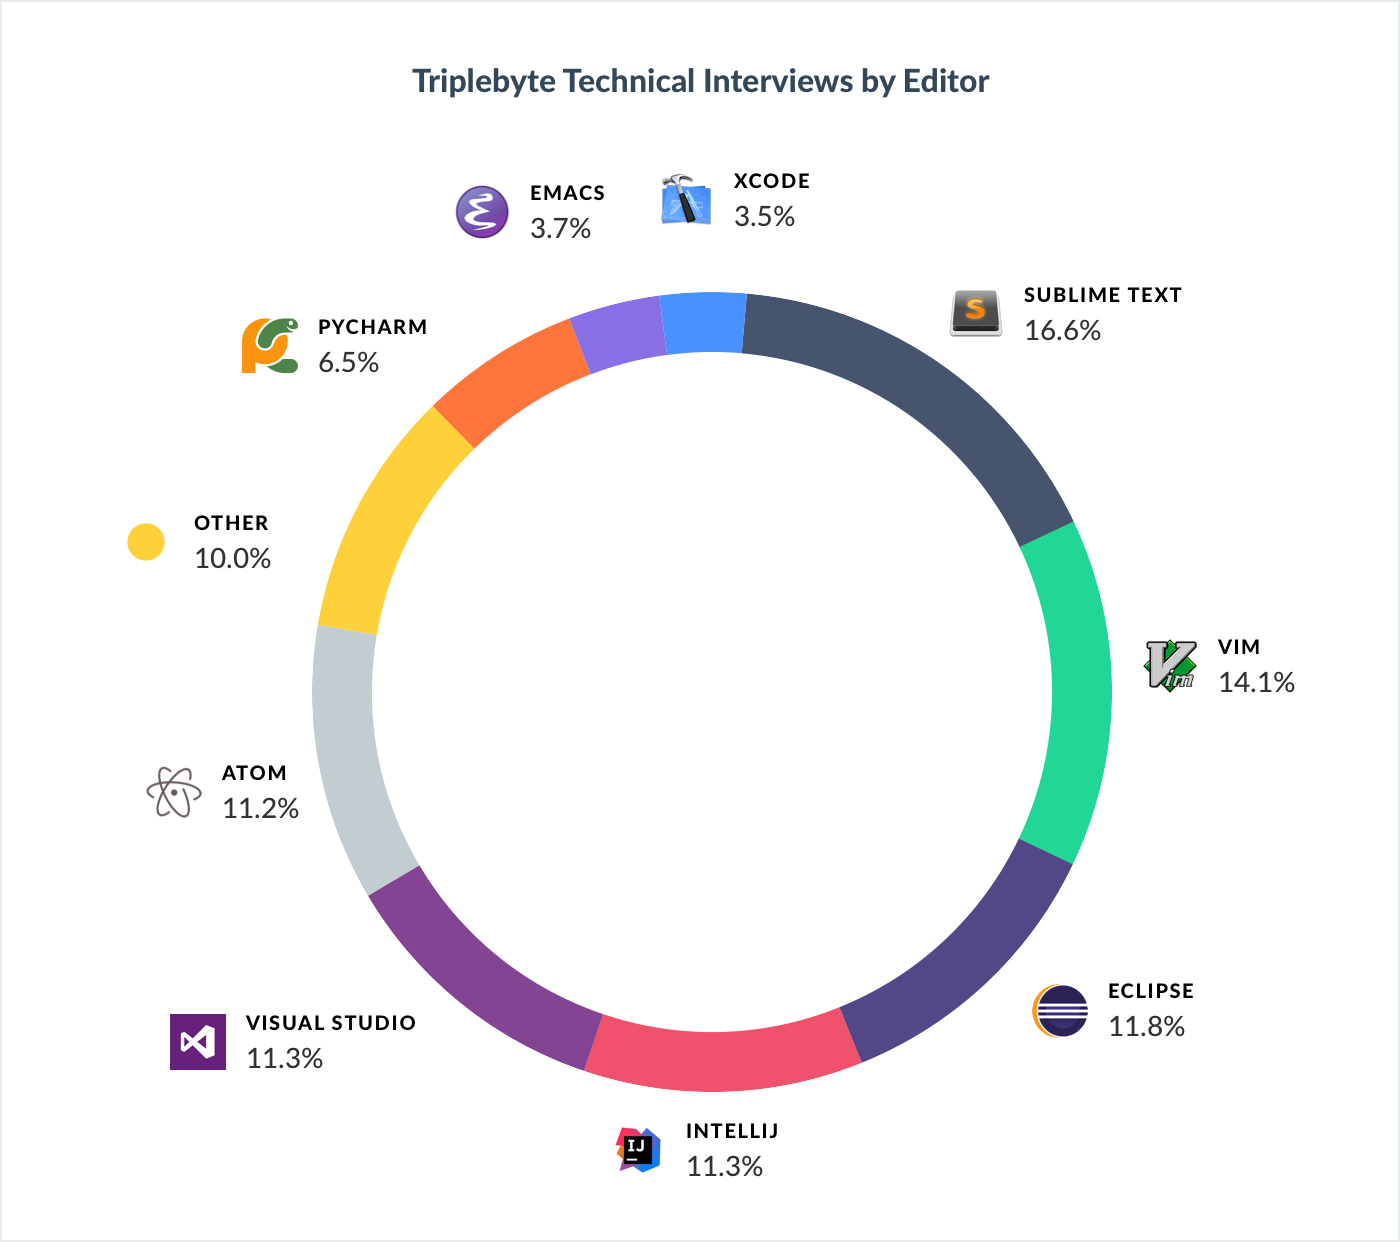 Triplebyte Technical Interviews by Editor
EMACS
3.7%
XCODE
3.5%
SUBLIME TEXT
16.6%
PYCHARM
6.5%
OTHER
10.0%
VIM
14.1%
Vim
ATOM
11.2%
ECLIPSE
11.8%
VISUAL STUDIO
11.3%
INTELLIJ
11.3%
IJ
S
PC